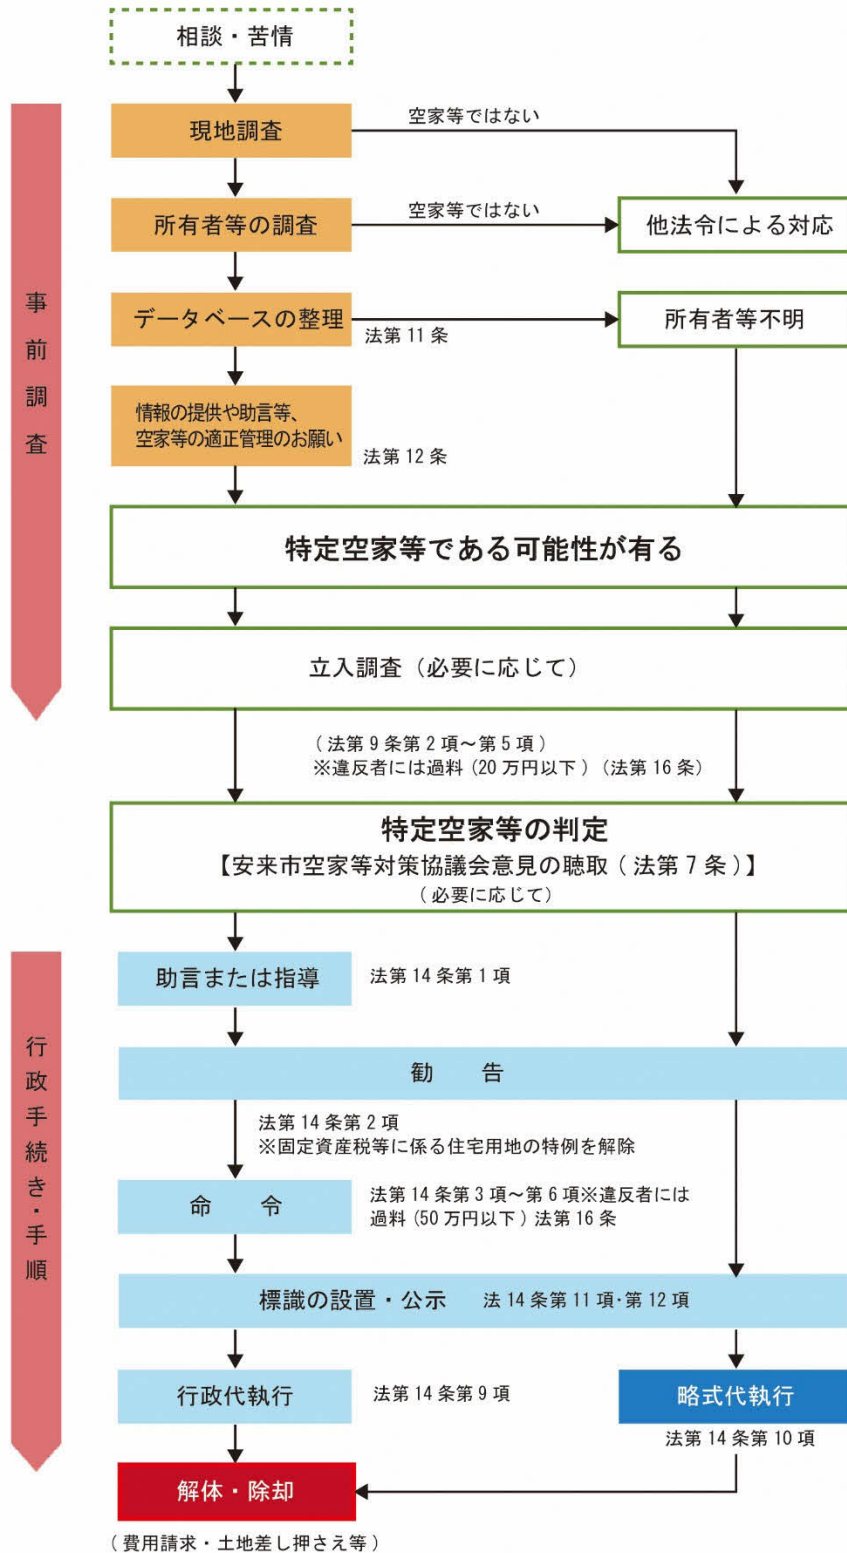 相談・苦情
事前調査
現地調査
空家等ではない
所有者等の調査
空家等ではない
他法令による対応
データベースの整理
法第 11 条
所有者等不明
情報の提供や助言等、
空家等の適正管理のお願い
法第 12 条
特定空家等である可能性が有る
立入調査（必要に応じて）
( 法第 9 条第 2 項～第 5 項 )
※違反者には過料 (20 万円以下 ) (法第 16 条)
特定空家等の判定
【安来市空家等対策協議会意見の聴取 ( 法第 7 条 )】
( 必要に応じて)
行政手続き・手順
助言または指導
法第 14 条第 1 項
勧 告
法第 14 条第 2 項
※固定資産税等に係る住宅用地の特例を解除
命 令
法第 14 条第 3 項～第 6 項※違反者には
過料 (50 万円以下 ) 法第 16 条
標識の設置・公示 法 14 条第 11 項・第 12 項
行政代執行
法第 14 条第 9 項
略式代執行
法第 14 条第 10 項
解体・除却
( 費用請求・土地差し押さえ等 )